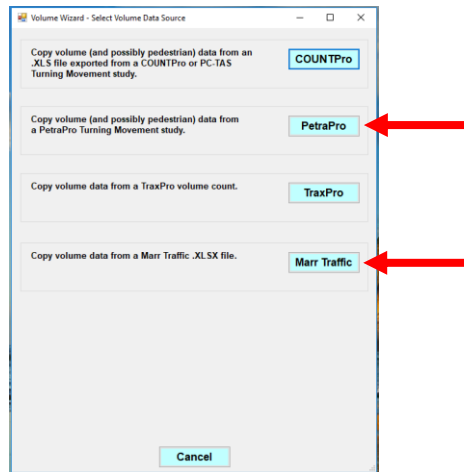 Volume Wizard - Select Volume Data Source
Copy volume (and possibly pedestrian) data from an
.XLS file exported from a COUNTPro or PC-TAS
Turning Movement study.
COUNTPro
Copy volume (and possibly pedestrian) data from
a PetraPro Turning Movement study.
PetraPro
Copy volume data from a TraxPro volume count.
TraxPro
Copy volume data from a Marr Traffic .XLSX file.
Marr Traffic
Cancel